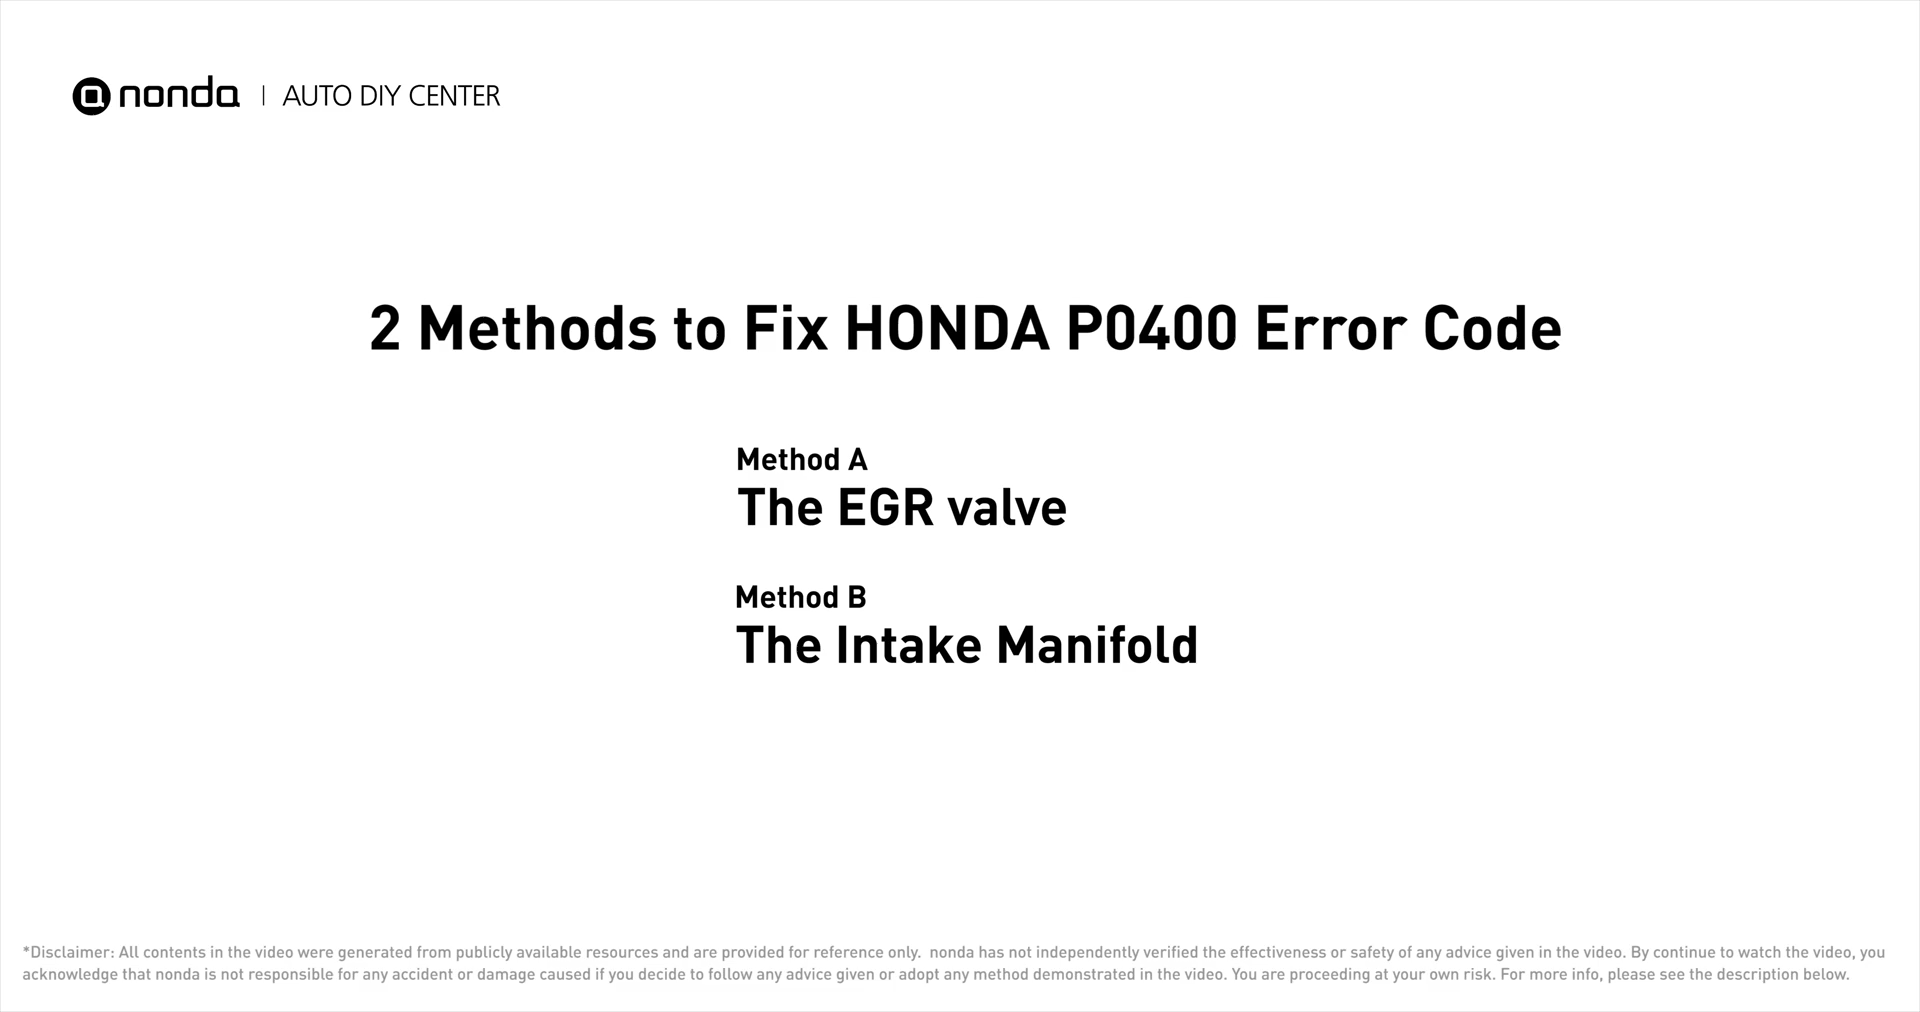 nonda | AUTO DIY CENTER
2 Methods to Fix HONDA P0400 Error Code
Method A
The EGR valve
Method B
The Intake Manifold
*Disclaimer: All contents in the video were generated from publicly available resources and are provided for reference only.  nonda has not independently verified the effectiveness or safety of any advice given in the video. By continue to watch the video, you
acknowledge that nonda is not responsible for any accident or damage caused if you decide to follow any advice given or adopt any method demonstrated in the video. You are proceeding at your own risk. For more info, please see the description below.